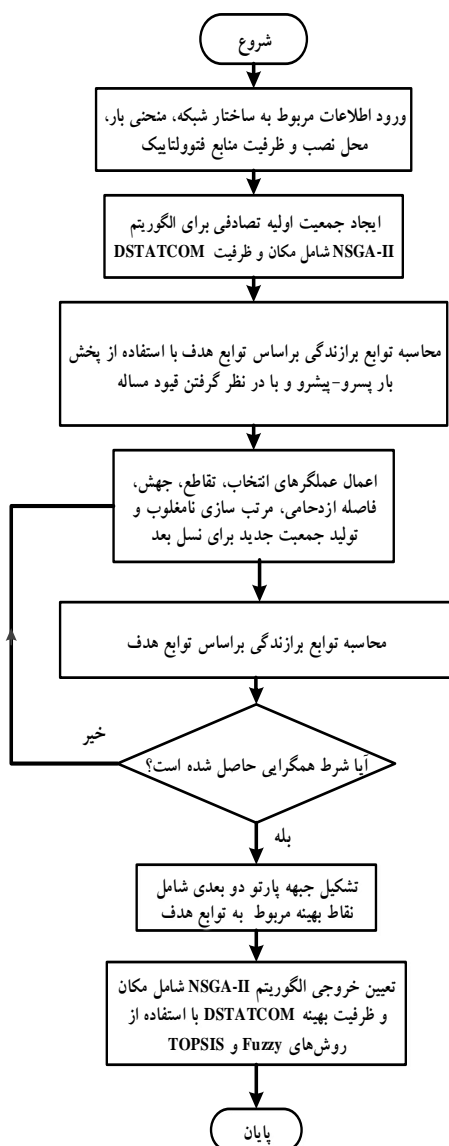 شروع
ورود اطلاعات مربوط به ساختار شبکه، منحنی بار،
محل نصب و ظرفیت منابع فتوولتاییک
ایجاد جمعیت اولیه تصادفی برای الگوریتم
NSGA-II شامل مکان و ظرفیت DSTATCOM
محاسبه توابع برازندگی براساس توابع هدف با استفاده از پخش
بار پسرو-پیشرو و با در نظر گرفتن قیود مساله
اعمال عملگرهای انتخاب، تقاطع، جهش،
فاصله ازدحامی، مرتب سازی نامغلوب و
تولید جمعیت جدید برای نسل بعد
محاسبه توابع برازندگی براساس توابع هدف
خیر
آیا شرط همگرایی حاصل شده است؟
بله
تشکیل جبهه پارتو دو بعدی شامل
نقاط بهینه مربوط به توابع هدف
تعیین خروجی الگوریتم NSGA-II شامل مکان
و ظرفیت بهینه DSTATCOM با استفاده از
روش‌های Fuzzy و TOPSIS
پایان